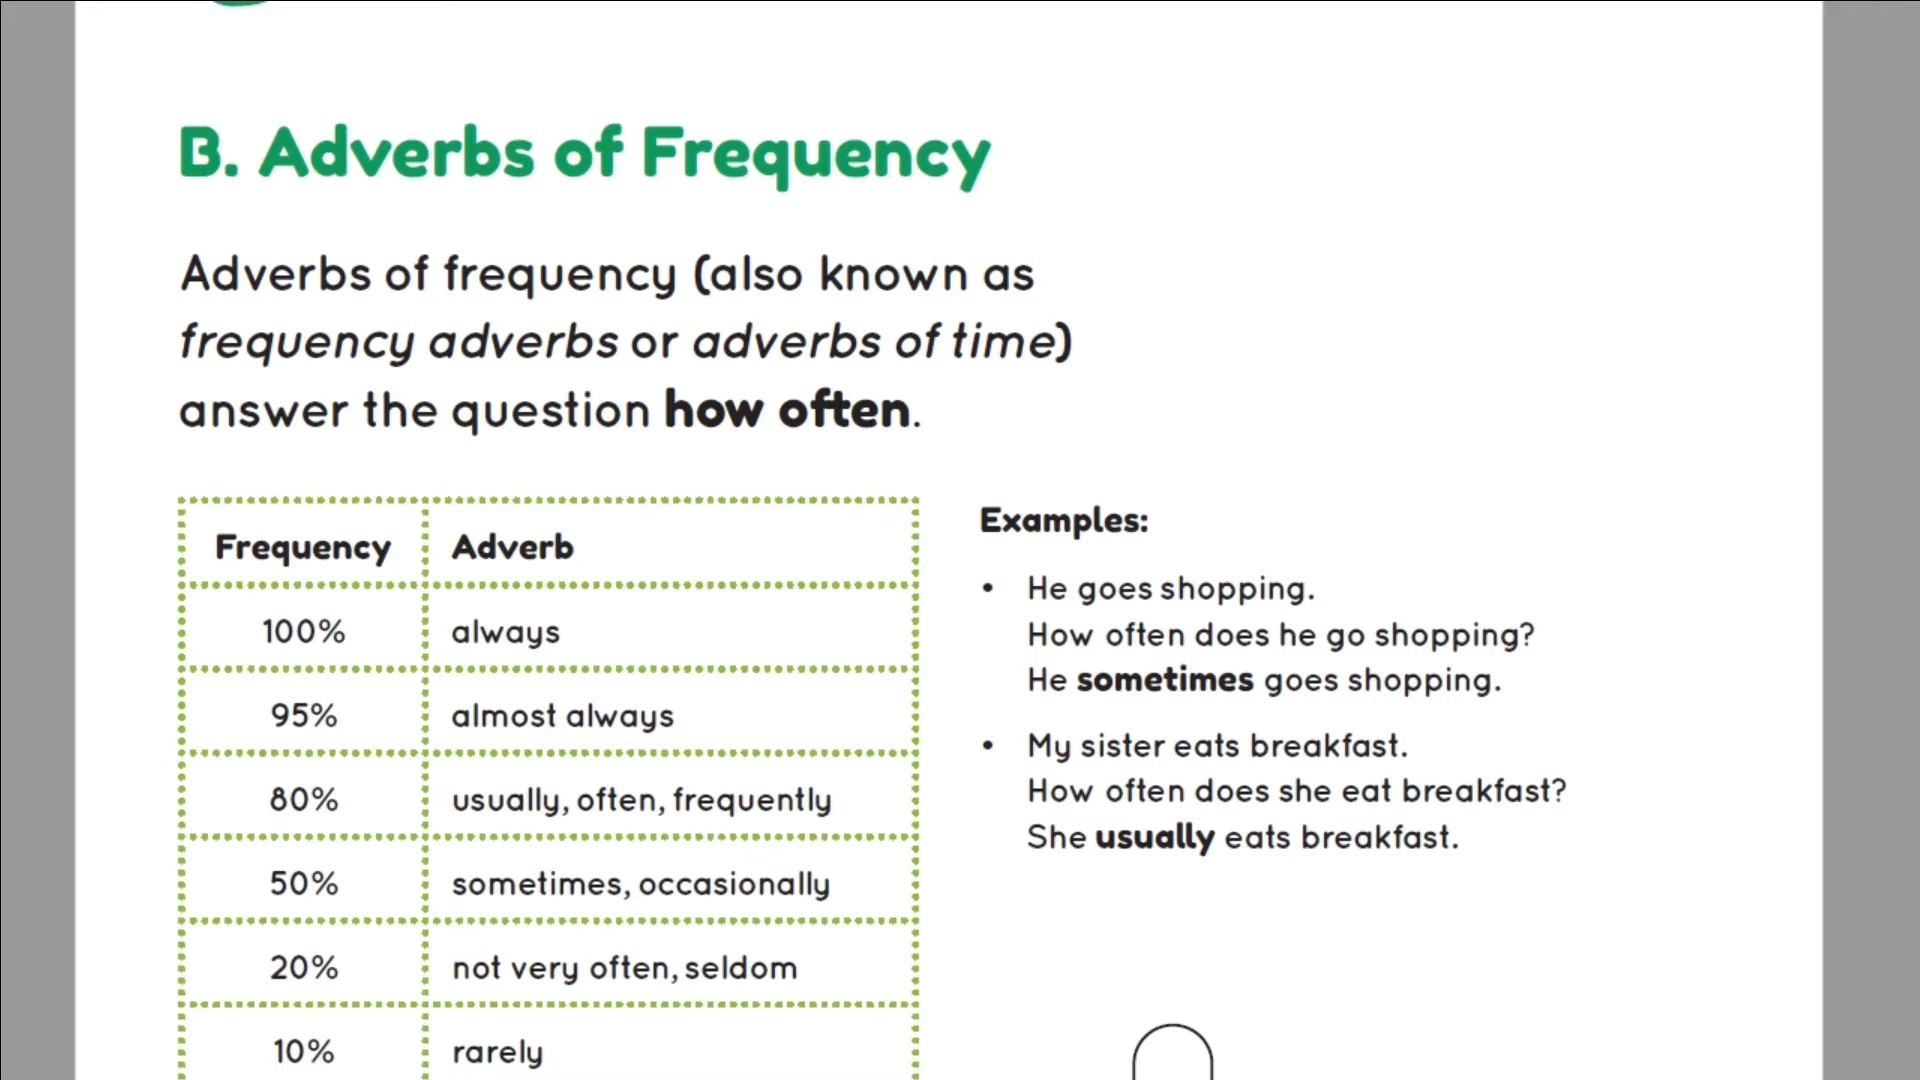 B. Adverbs of Frequency
Adverbs of frequency (also known as
frequency adverbs or adverbs of time)
answer the question how often.
Frequency Adverb
100% always
95% almost always
80% usually, often, frequently
50% sometimes, occasionally
20% not very often, seldom
10% rarely
Examples:
• He goes shopping.
How often does he go shopping?
He sometimes goes shopping.
• My sister eats breakfast.
How often does she eat breakfast?
She usually eats breakfast.